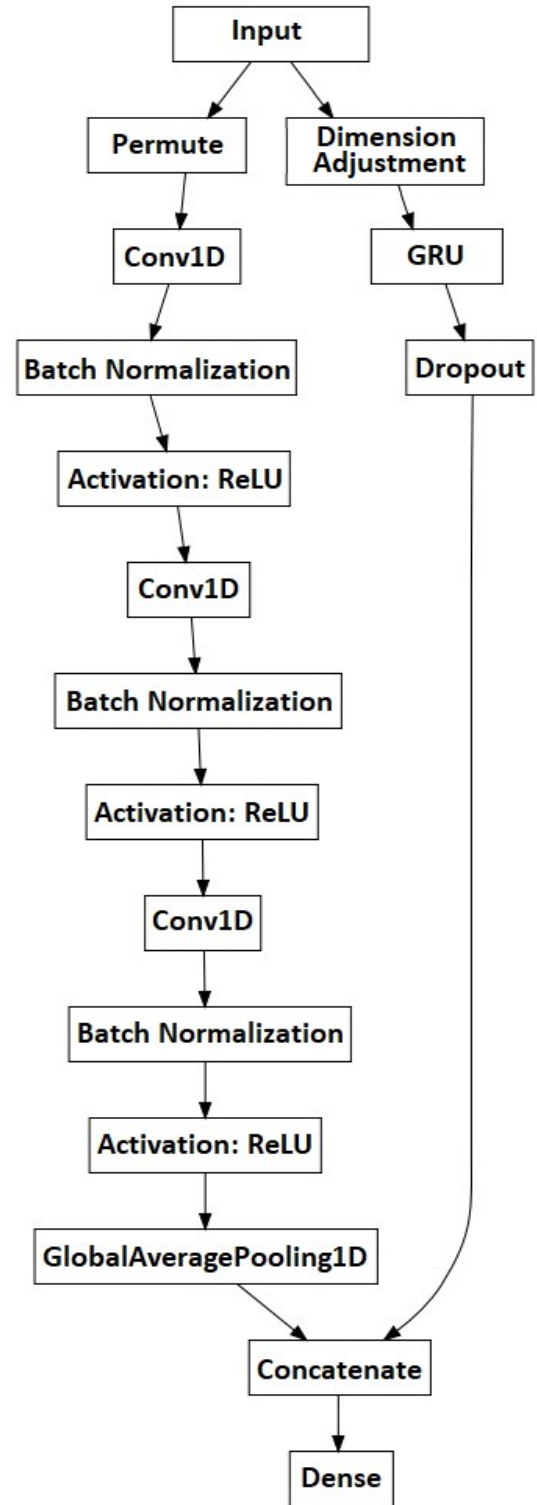 Input
Permute
Dimension
Adjustment
Conv1D
GRU
Batch Normalization
Dropout
Activation: ReLU
Conv1D
Batch Normalization
Activation: ReLU
Conv1D
Batch Normalization
Activation: ReLU
GlobalAveragePooling1D
Concatenate
Dense